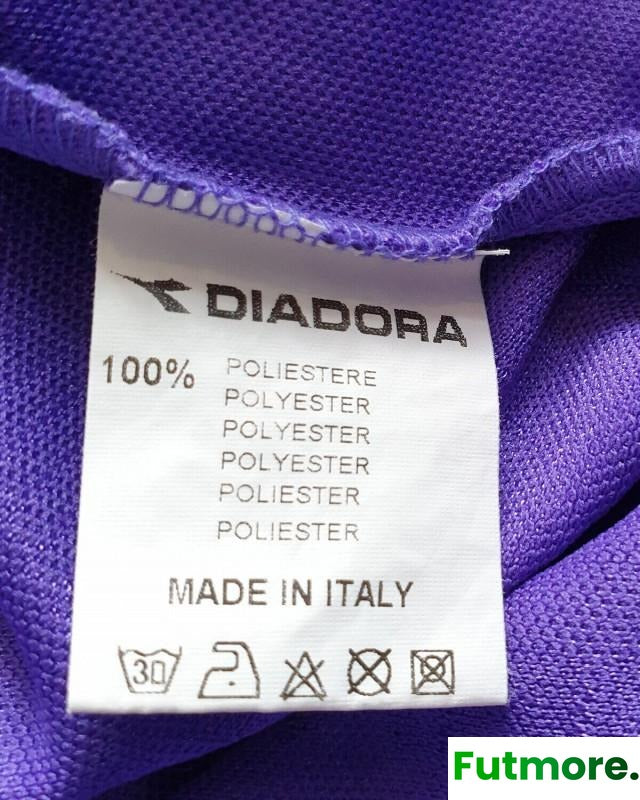 DIADORA
100% POLIESTERE
POLYESTER
POLYESTER
POLYESTER
POLIESTER
POLIESTER
MADE IN ITALY
30
Futmore.